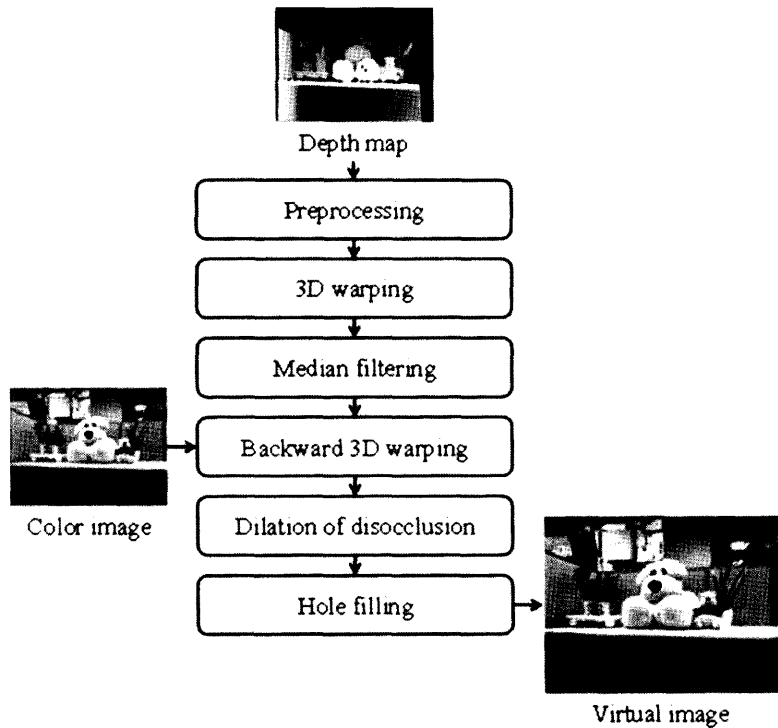 Depth map
Preprocessing
3D warping
Median filtering
Backward 3D warping
Color image
Dilation of disocclusion
Hole filling
Virtual image